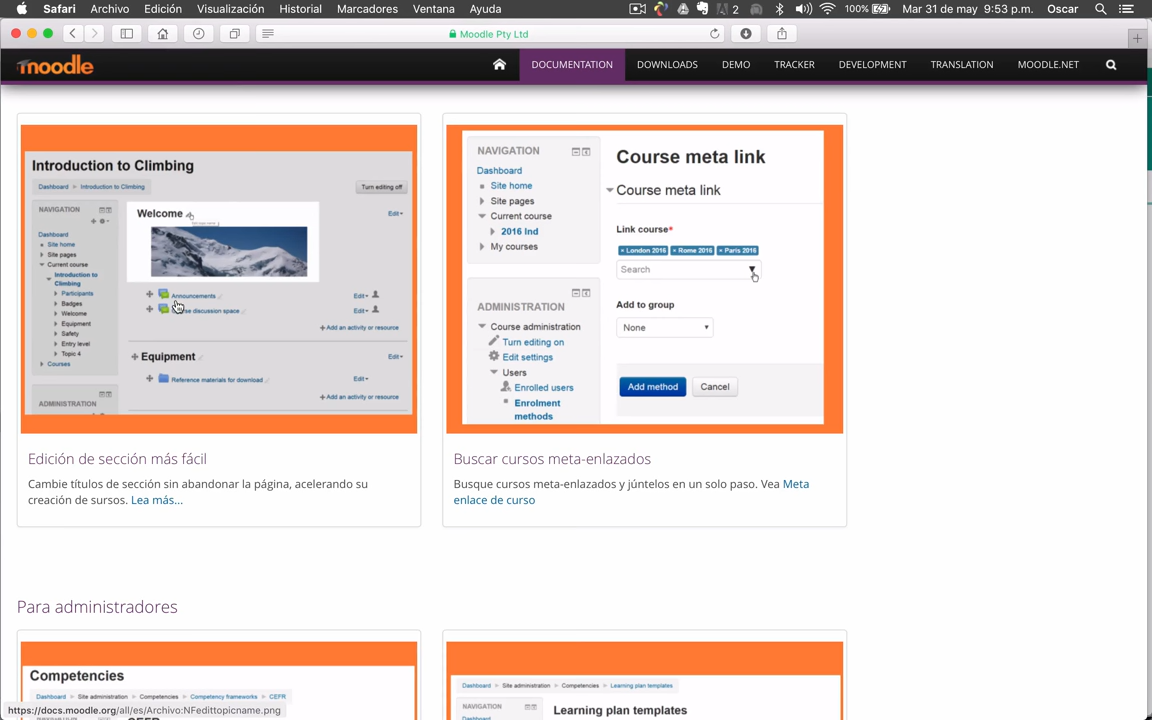 Safari Archivo Edición Visualización Historial Marcadores Ventana Ayuda 2 100% Mar 31 de may 9:53 p.m. Oscar
Moodle Pty Ltd
moodle DOCUMENTATION DOWNLOADS DEMO TRACKER DEVELOPMENT TRANSLATION MOODLE.NET
Introduction to Climbing
Dashboard Introduction to Climbing Turn editing off
NAVIGATION
Dashboard
Site home
Site pages
Current course
Introduction to
Climbing
Participants
Badges
Welcome
Equipment
Safety
Entry level
Topic 4
Courses
ADMINISTRATION
Welcome Edit
Announcements Edit
discussion space Edit
+ Add an activity or resource
Equipment Edit
Reference materials for download Edit
+ Add an activity or resource
NAVIGATION
Dashboard
Site home
Site pages
Current course
2016 Ind
My courses
ADMINISTRATION
Course administration
Turn editing on
Edit settings
Users
Enrolled users
Enrolment
methods
Course meta link
Course meta link
Link course*
× London 2016 × Rome 2016 × Paris 2016
Search
Add to group
None
Add method Cancel
Edición de sección más fácil
Cambie títulos de sección sin abandonar la página, acelerando su
creación de sursos. Lea más...
Buscar cursos meta-enlazados
Busque cursos meta-enlazados y júntelos en un solo paso. Vea Meta
enlace de curso
Para administradores
Competencies
Dashboard Site administration Competencies Competency frameworks CEFR
Dashboard Site administration Competencies Learning plan templates
NAVIGATION
Learning plan templates
https://docs.moodle.org/all/es/Archivo:NFedittopicname.png